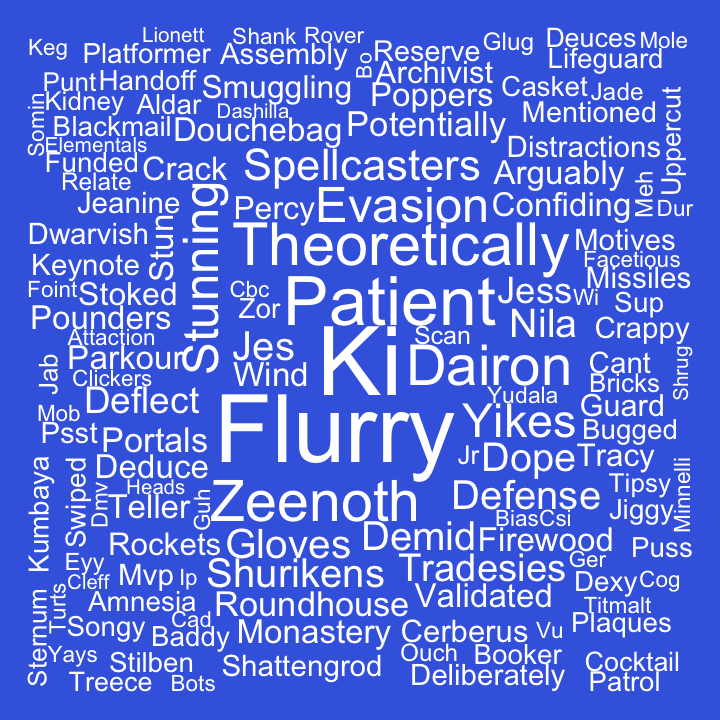 Lionett
Shank
Rover
Keg
Platformer
Assembly
Bo
Reserve
Glug
Deuces
Mole
Lifeguard
Punt
Handoff
Smuggling
Archivist
Poppers
Casket
Jade
Somin
Kidney
Aldar
Dashilla
Mentioned
Uppercut
Blackmail
Douchebag
Potentially
Elementals
Distractions
Funded
Crack
Spellcasters
Arguably
Relate
Meh
Jeanine
Stunning
Percy
Evasion
Confiding
Dur
Dwarvish
Stun
Theoretically
Motives
Keynote
Facetious
Missiles
Foint
Stoked
Cbc
Patient
Jess
Wi
Sup
Pounders
Zor
Nila
Crappy
Attaction
Parkour
Jes
Ki
Scan
Dairon
Cant
Shrug
Jab
Clickers
Wind
Bricks
Mob
Deflect
Flurry
Yudala
Yikes
Guard
Psst
Portals
Bugged
Deduce
Jr
Dope
Tracy
Kumbaya
Swiped
Dmv
Heads
Teller
Guh
Zeenoth
Defense
Tipsy
Minnelli
BiasCsi
Jiggy
Rockets
Gloves
Demid
Firewood
Puss
Eyy
Cleff
Mvp
Ip
Shurikens
Tradesies
Ger
Dexy
Cog
Sternum
Turts
Amnesia
Roundhouse
Validated
Titmalt
Songy
Cad
Baddy
Monastery
Cerberus
Vu
Plaques
Yays
Stilben
Shattengrod
Ouch
Booker
Cocktail
Treece
Bots
Deliberately
Patrol